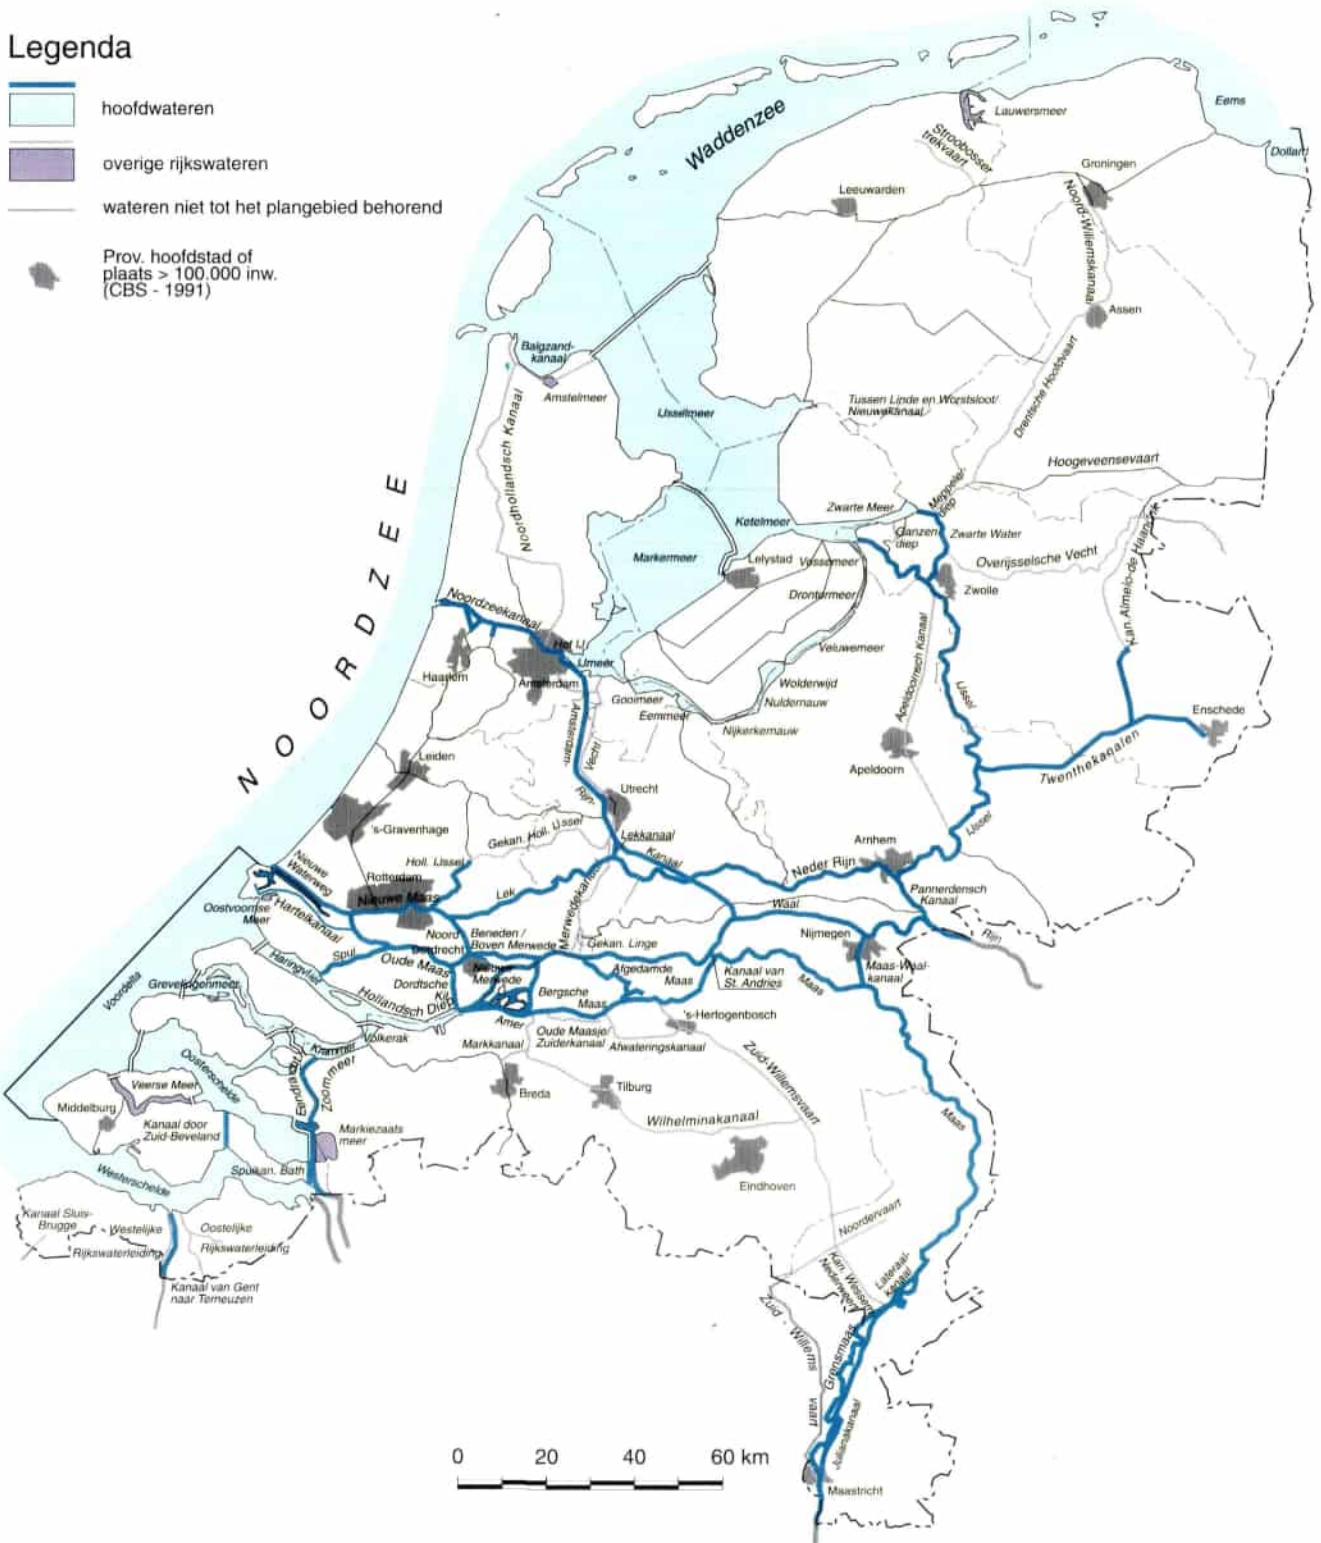 Legenda
hoofdwateren
overige rijkswateren
wateren niet tot het plangebied behorend
Prov. hoofdstad of
plaats > 100.000 inw.
(CBS - 1991)
Waddenzee
Lauwersmeer
Eems
Dollard
Stroobosser
trekvaart
Groningen
Leeuwarden
Noord-Willemskanaal
Assen
Balgzand-
kanaal
Amstelmeer
IJsselmeer
Tussen Linde en Worstsloot/
Nieuwekanaal
Drentsche Hoofdvaart
Noordhollandsch Kanaal
Hoogeveensevaart
Meppeler-
diep
Zwarte Meer
Ketelmeer
Ganzen
diep
Zwarte Water
Overijsselsche Vecht
Kan. Almelo-de Haandrik
Markermeer
Lelystad
Vossemeer
Drontermeer
Zwolle
NOORDZEE
Noordzeekanaal
Het IJ
IJmeer
Haarlem
Amsterdam
Veluwemeer
Apeldoornsch Kanaal
IJssel
Wolderwijd
Gooimeer
Nuldernauw
Eemmeer
Nijkerkernauw
Enschede
Amsterdam-
Vecht
Rijn-
Leiden
Apeldoorn
Twenthekanalen
Utrecht
's-Gravenhage
Gekan. Holl. IJssel
Lekkanaal
IJssel
Arnhem
Kanaal
Nieuwe
Waterweg
Holl. IJssel
Neder Rijn
Rotterdam
Nieuwe Maas
Lek
Pannerdensch
Kanaal
Oostvoornse
Meer
Hartelkanaal
Merwedekanaal
Waal
Noord
Beneden /
Boven Merwede
Gekan. Linge
Nijmegen
Rijn
Dordrecht
Spui
Oude Maas
Haringvliet
Nieuwe
Merwede
Afgedamde
Maas
Kanaal van
St. Andries
Maas
Maas-Waal-
kanaal
Voordelta
Grevelingenmeer
Dordtsche
Kil
Hollandsch Diep
Bergsche
Maas
's-Hertogenbosch
Amer
Oude Maasje/
Zuiderkanaal
Afwateringskanaal
Markkanaal
Volkerak
Krammer
Zuid-Willemsvaart
Oosterschelde
Eendracht
Zoommeer
Breda
Tilburg
Wilhelminakanaal
Maas
Veerse Meer
Middelburg
Kanaal door
Zuid-Beveland
Markiezaats
meer
Eindhoven
Spuikan. Bath
Westerschelde
Kanaal Sluis-
Brugge
Westelijke
Rijkswaterleiding
Oostelijke
Rijkswaterleiding
Noordervaart
Kanaal van Gent
naar Terneuzen
Kan. Wessem
Nederweert
Lateraal-
kanaal
Zuid - Willems vaart
Grensmaas
Julianakanaal
Maastricht
0 20 40 60 km